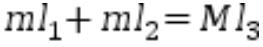 ml₁ + ml₂ = Ml₃